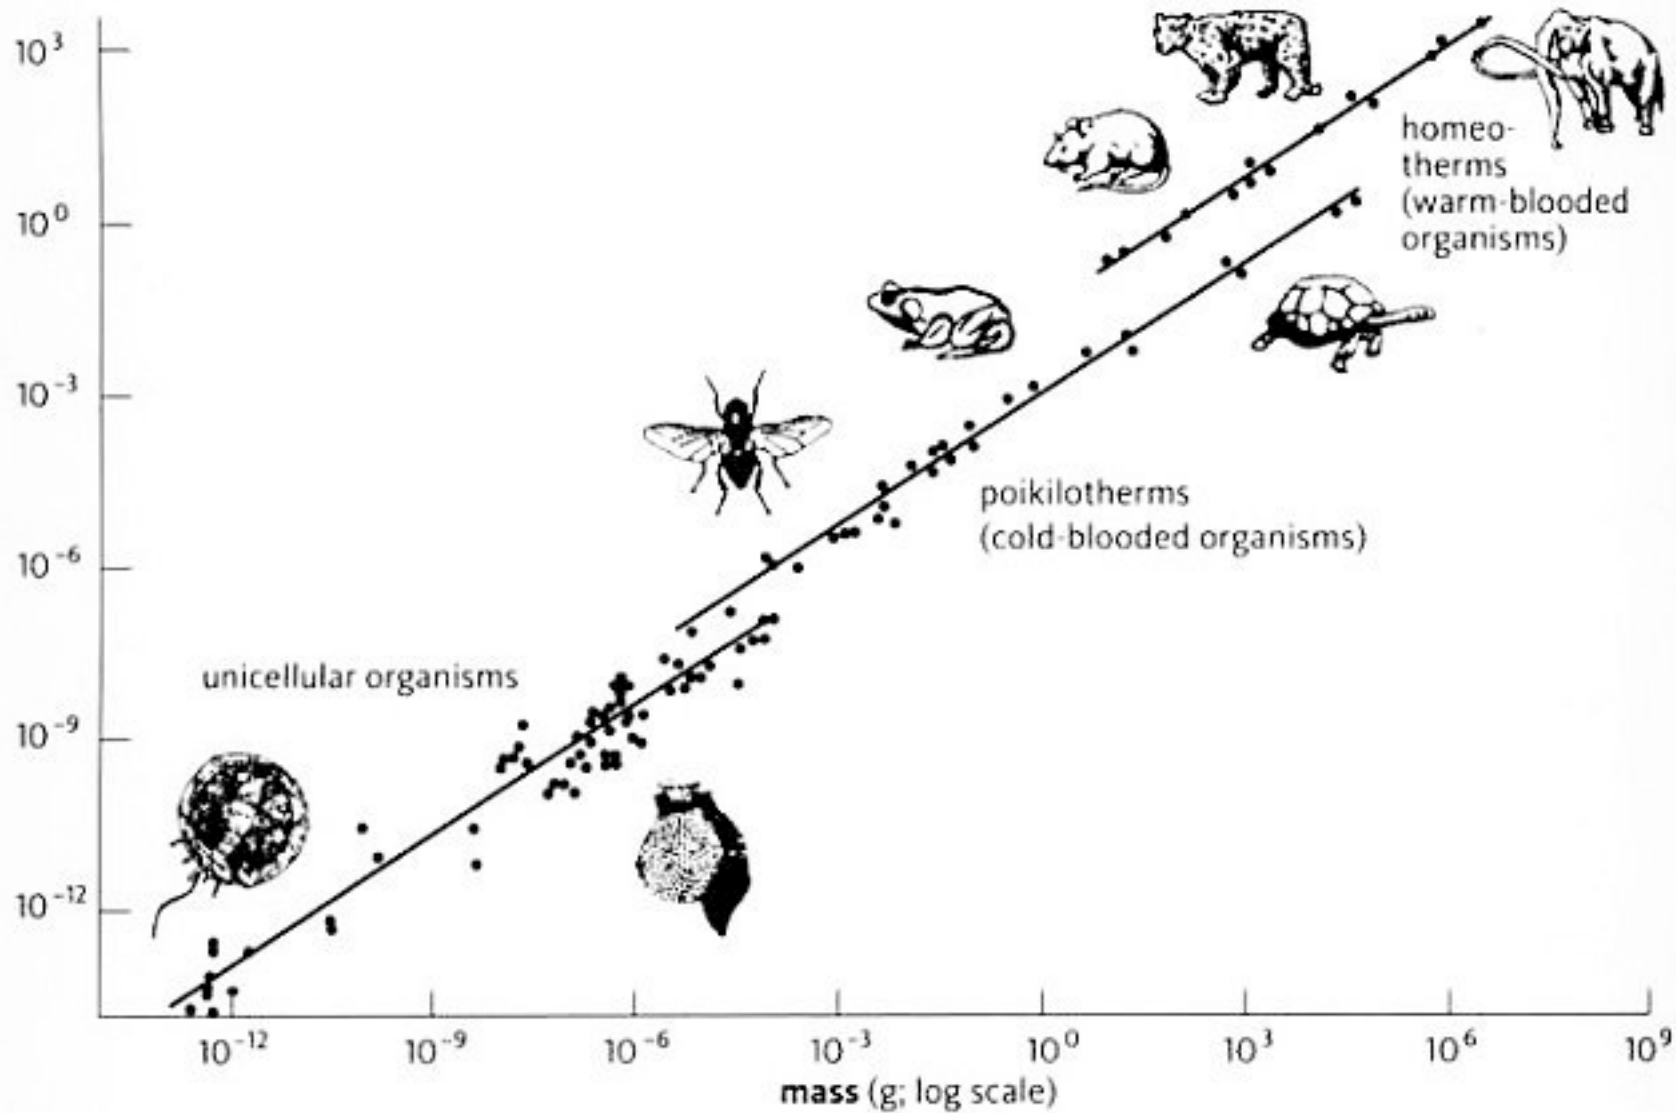 10³
10⁰
10⁻³
10⁻⁶
10⁻⁹
10⁻¹²
homeo-
therms
(warm-blooded
organisms)
poikilotherms
(cold-blooded organisms)
unicellular organisms
10⁻¹² 10⁻⁹ 10⁻⁶ 10⁻³ 10⁰ 10³ 10⁶ 10⁹
mass (g; log scale)